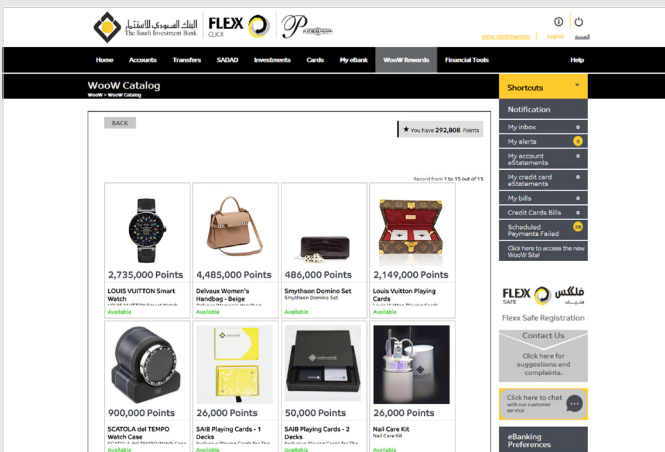 البنك السعودي للاستثمار
The Saudi Investment Bank
FLEXX
CLICK
English
العربية
Home Accounts Transfers SADAD Investments Cards My eBank WooW Rewards Financial Tools Help
WooW Catalog
WooW > WooW Catalog
BACK
★ You have 292,808 Points
Record from 1 to 15 out of 15
2,735,000 Points
LOUIS VUITTON Smart
Watch
Available
4,485,000 Points
Delvaux Women's
Handbag - Beige
Available
486,000 Points
Smythson Domino Set
Smythson Domino Set
Available
2,149,000 Points
Louis Vuitton Playing
Cards
Available
900,000 Points
SCATOLA del TEMPO
Watch Case
Available
26,000 Points
SAIB Playing Cards - 1
Decks
Available
50,000 Points
SAIB Playing Cards - 2
Decks
Available
26,000 Points
Nail Care Kit
Nail Care Kit
Available
Shortcuts
Notification
My inbox
My alerts
My account
eStatements
My credit card
eStatements
My bills
Credit Cards Bills
Scheduled
Payments Failed
Click here to access the new
WooW Site!
FLEXX
SAFE
فلكس
سيف
Flexx Safe Registration
Contact Us
Click here for
suggestions and
complaints.
Click here to chat
with our customer
service
eBanking
Preferences